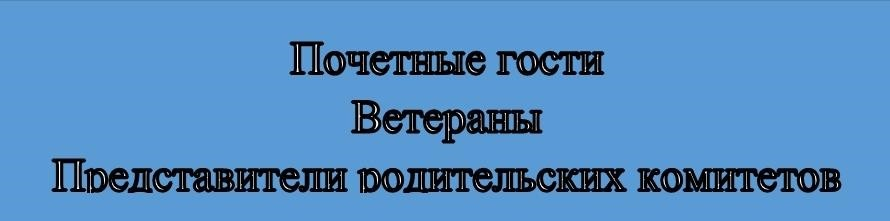 Почетные гости
Ветераны
Представители родительских комитетов